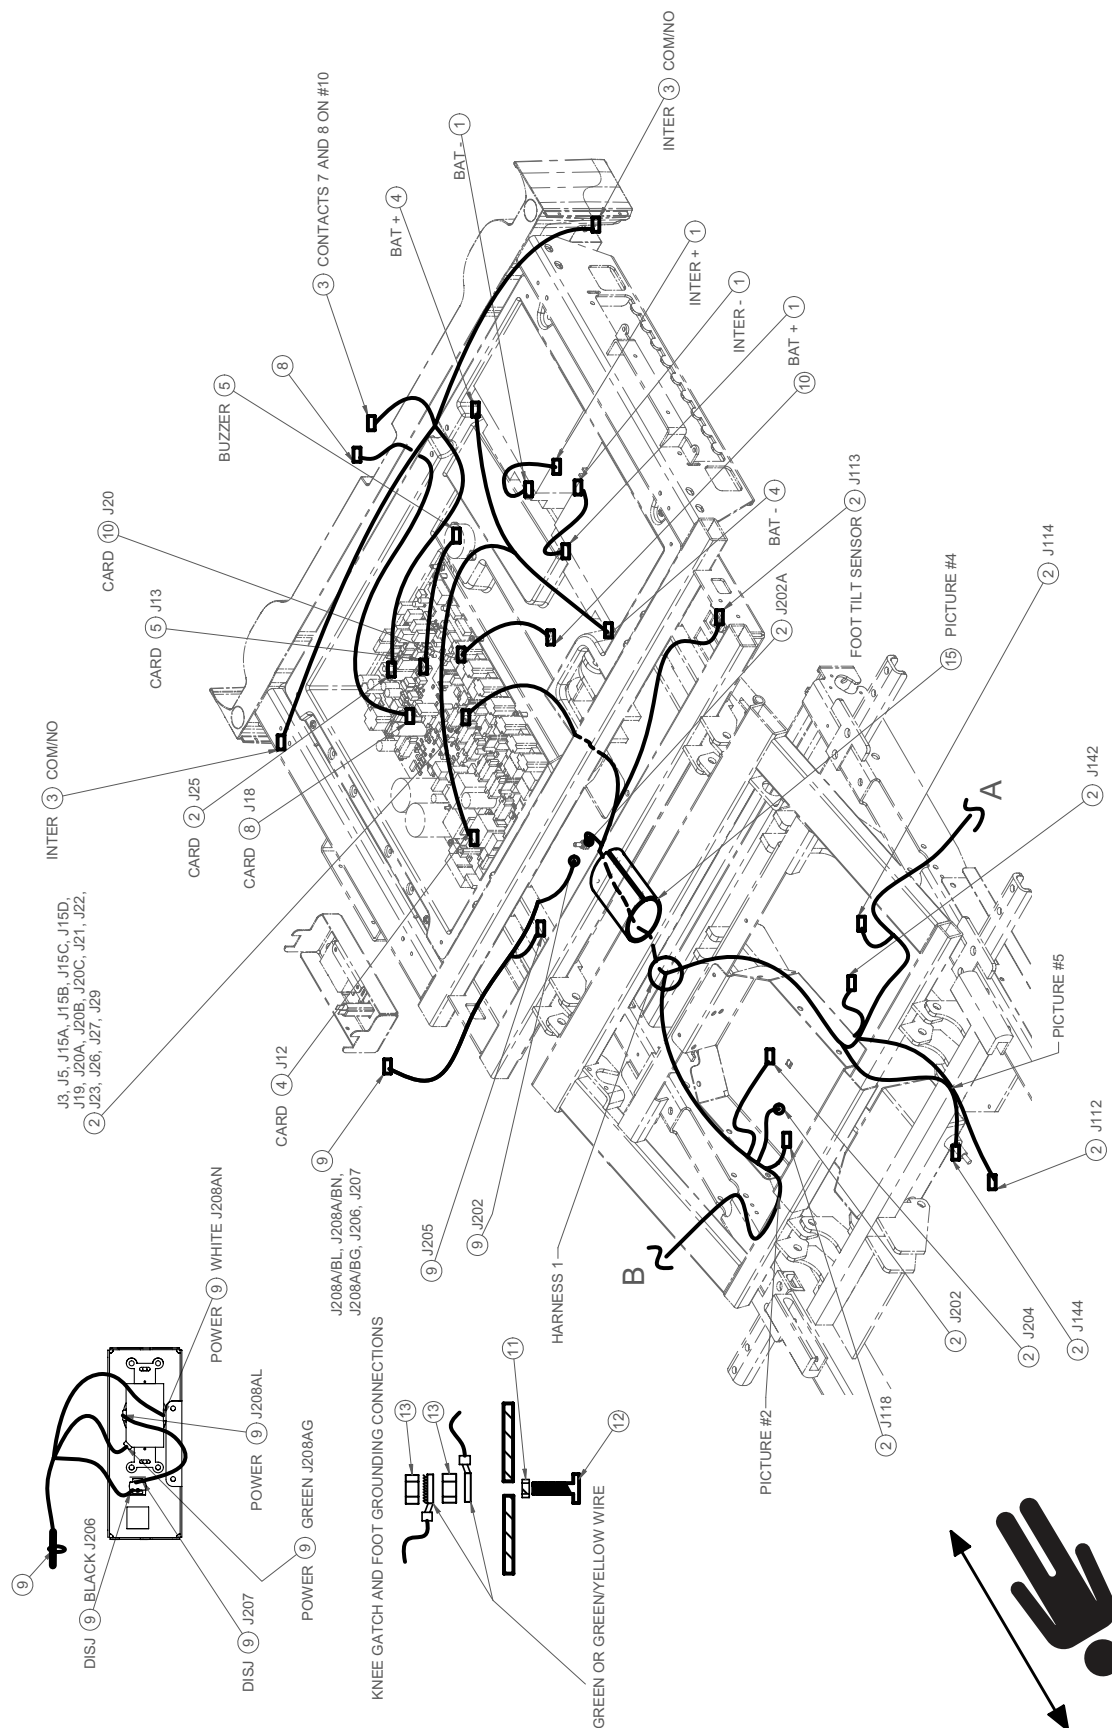 INTER 3 COM/NO
J3, J5, J15A, J15B, J15C, J15D,
J19, J20A, J20B, J20C, J21, J22,
2 J23, J26, J27, J29
CARD 2 J25
CARD 8 J18
CARD 5 J13
CARD 10 J20
BUZZER 5
8
3 CONTACTS 7 AND 8 ON #10
BAT + 4
BAT - 1
INTER 3 COM/NO
INTER + 1
INTER - 1
BAT + 1
10
BAT - 4
2 J202A
FOOT TILT SENSOR 2 J113
2 J114
15 PICTURE #4
2 J142
A
PICTURE #5
2 J112
2 J144
2 J204
2 J202
2 J118
PICTURE #2
B
HARNESS 1
9 J202
9 J205
CARD 4 J12
9
J208A/BL, J208A/BN,
J208A/BG, J206, J207
9
DISJ 9 BLACK J206
DISJ 9 J207
POWER 9 WHITE J208AN
POWER 9 J208AL
POWER 9 GREEN J208AG
KNEE GATCH AND FOOT GROUNDING CONNECTIONS
13
13
11
12
GREEN OR GREEN/YELLOW WIRE